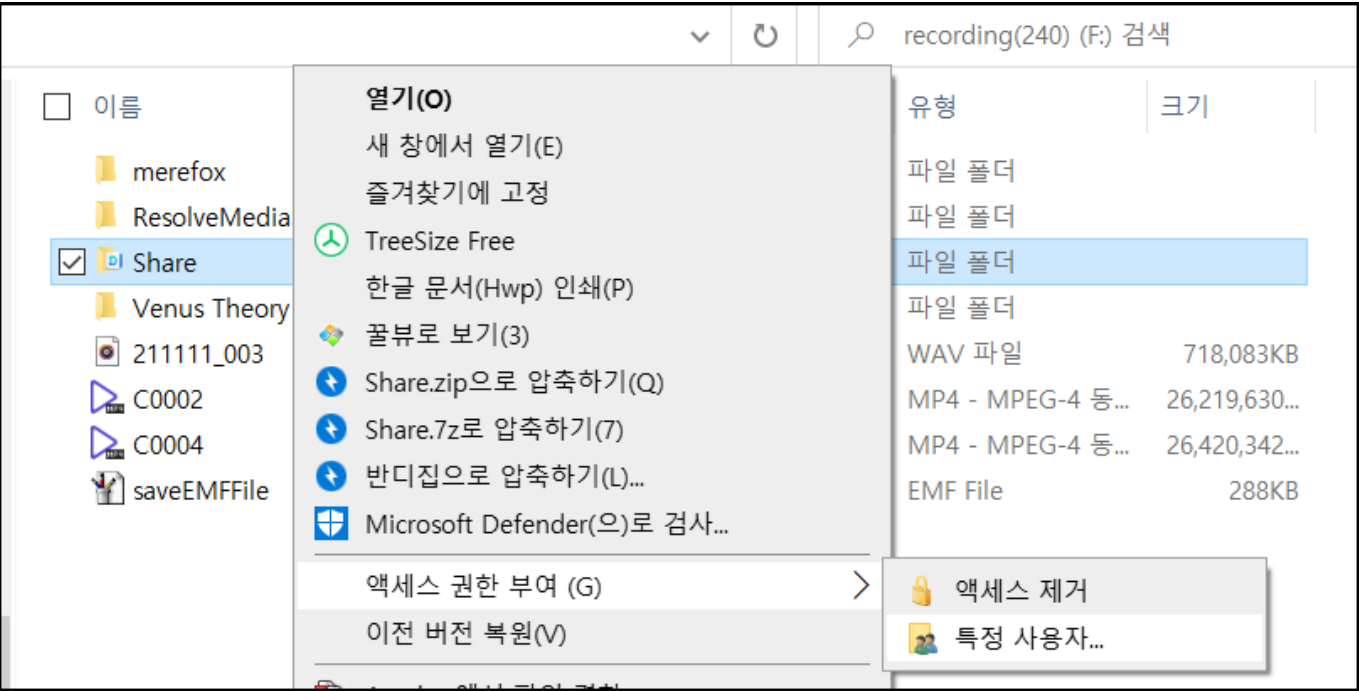 recording(240) (F:) 검색
이름
유형
크기
merefox
파일 폴더
ResolveMedia
파일 폴더
Share
파일 폴더
Venus Theory
파일 폴더
211111_003
WAV 파일
718,083KB
C0002
MP4 - MPEG-4 동...
26,219,630...
C0004
MP4 - MPEG-4 동...
26,420,342...
saveEMFFile
EMF File
288KB
열기(O)
새 창에서 열기(E)
즐겨찾기에 고정
TreeSize Free
한글 문서(Hwp) 인쇄(P)
꿀뷰로 보기(3)
Share.zip으로 압축하기(Q)
Share.7z로 압축하기(7)
반디집으로 압축하기(L)...
Microsoft Defender(으)로 검사...
액세스 권한 부여 (G)
이전 버전 복원(V)
액세스 제거
특정 사용자...